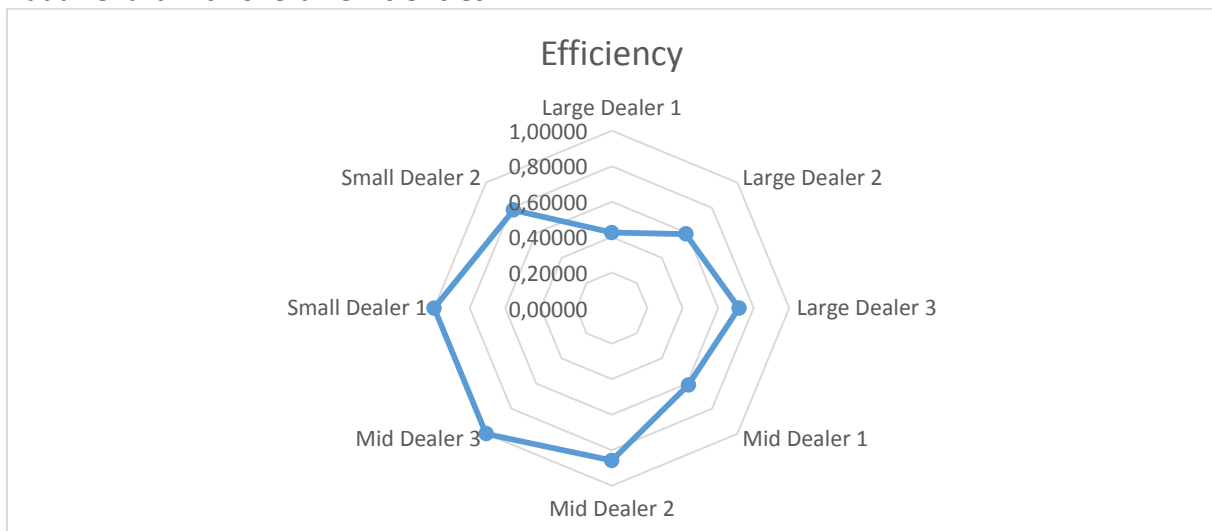 Efficiency
Large Dealer 1
1,00000
0,80000
0,60000
0,40000
0,20000
0,00000
Small Dealer 2
Large Dealer 2
Small Dealer 1
Large Dealer 3
Mid Dealer 3
Mid Dealer 1
Mid Dealer 2